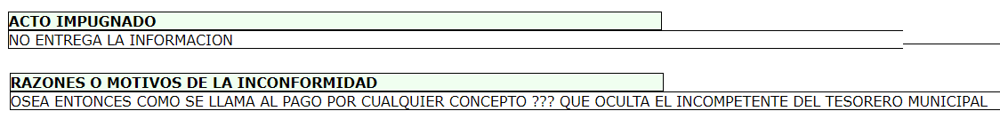 ACTO IMPUGNADO
NO ENTREGA LA INFORMACION
RAZONES O MOTIVOS DE LA INCONFORMIDAD
OSEA ENTONCES COMO SE LLAMA AL PAGO POR CUALQUIER CONCEPTO ??? QUE OCULTA EL INCOMPETENTE DEL TESORERO MUNICIPAL